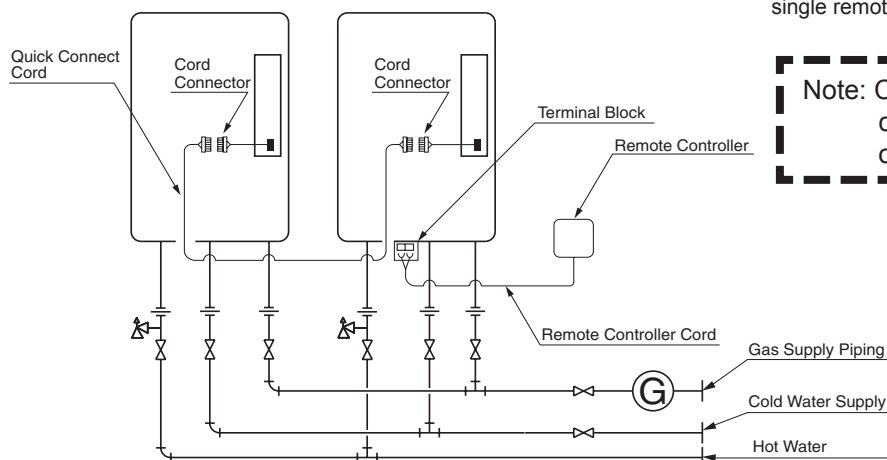 single remot
Quick Connect
Cord
Cord
Connector
Cord
Connector
Terminal Block
Remote Controller
Note: C
Remote Controller Cord
G
Gas Supply Piping
Cold Water Supply
Hot Water